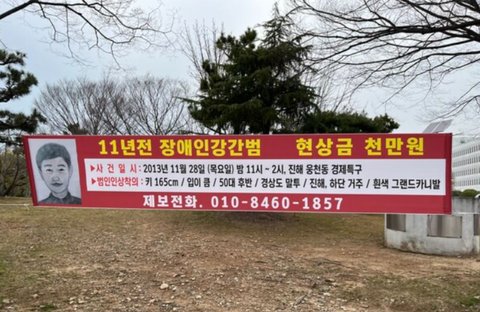 11년전 장애인강간범 현상금 천만원
▶사 건 일 시 : 2013년 11월 28일 (목요일) 밤 11시 ~ 2시, 진해 웅천동 경제특구
▶범인인상착의 : 키 165cm / 입이 큼 / 50대 후반 / 경상도 말투 / 진해, 하단 거주 / 흰색 그랜드카니발
제보전화. 010-8460-1857